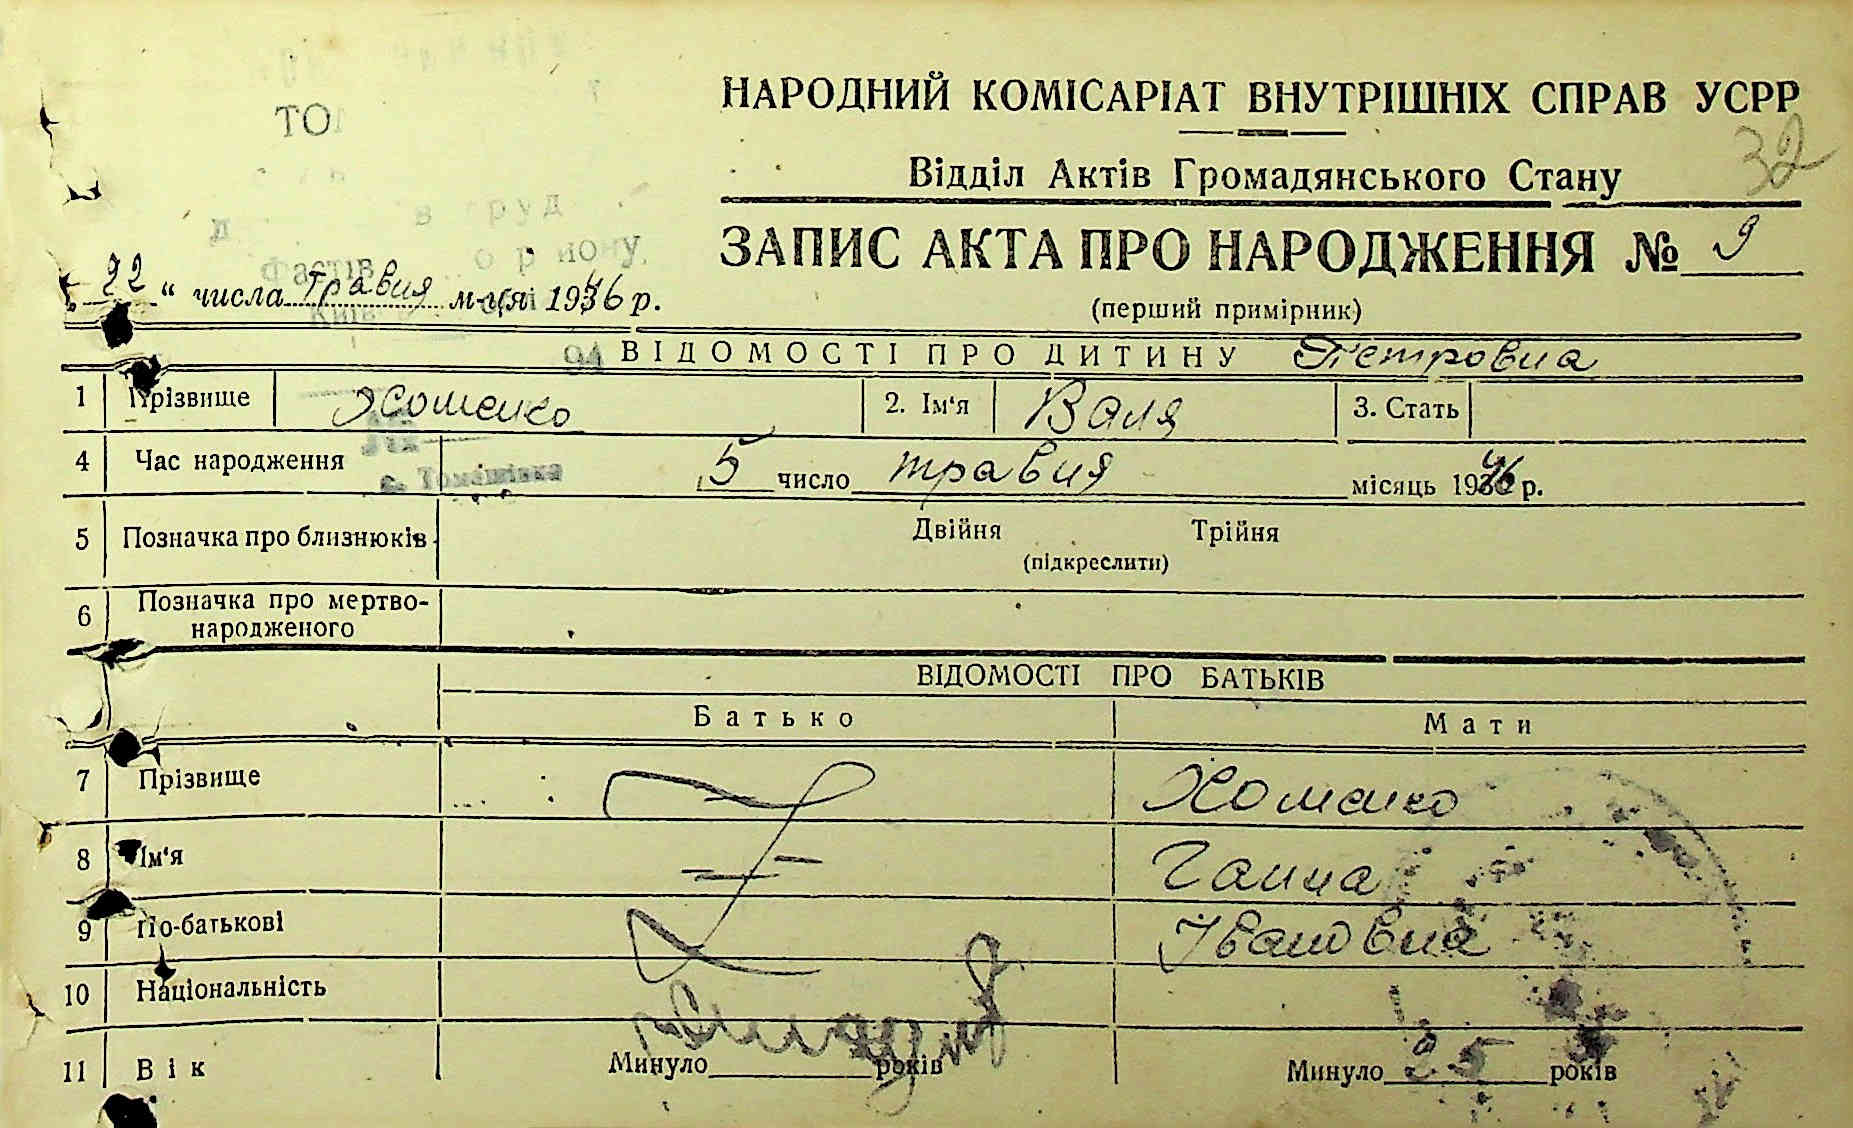 НАРОДНИЙ КОМІСАРІАТ ВНУТРІШНІХ СПРАВ УСРР
32
Відділ Актів Громадянського Стану
ЗАПИС АКТА ПРО НАРОДЖЕННЯ № 9
„22“ числа травня м-ця 1946 р.
(перший примірник)
ВІДОМОСТІ ПРО ДИТИНУ Петровна
1 Прізвище Хоменко 2. Ім'я Валя 3. Стать
4 Час народження 5 число травня місяць 1946 р.
с. Томашівка
5 Позначка про близнюків Двійня Трійня
(підкреслити)
6 Позначка про мертво-
народженого
ВІДОМОСТІ ПРО БАТЬКІВ
Батько Мати
7 Прізвище Хоменко
8 Ім'я Ганна
9 По-батькові Івановна
10 Національність
11 Вік Минуло років Минуло 25 років